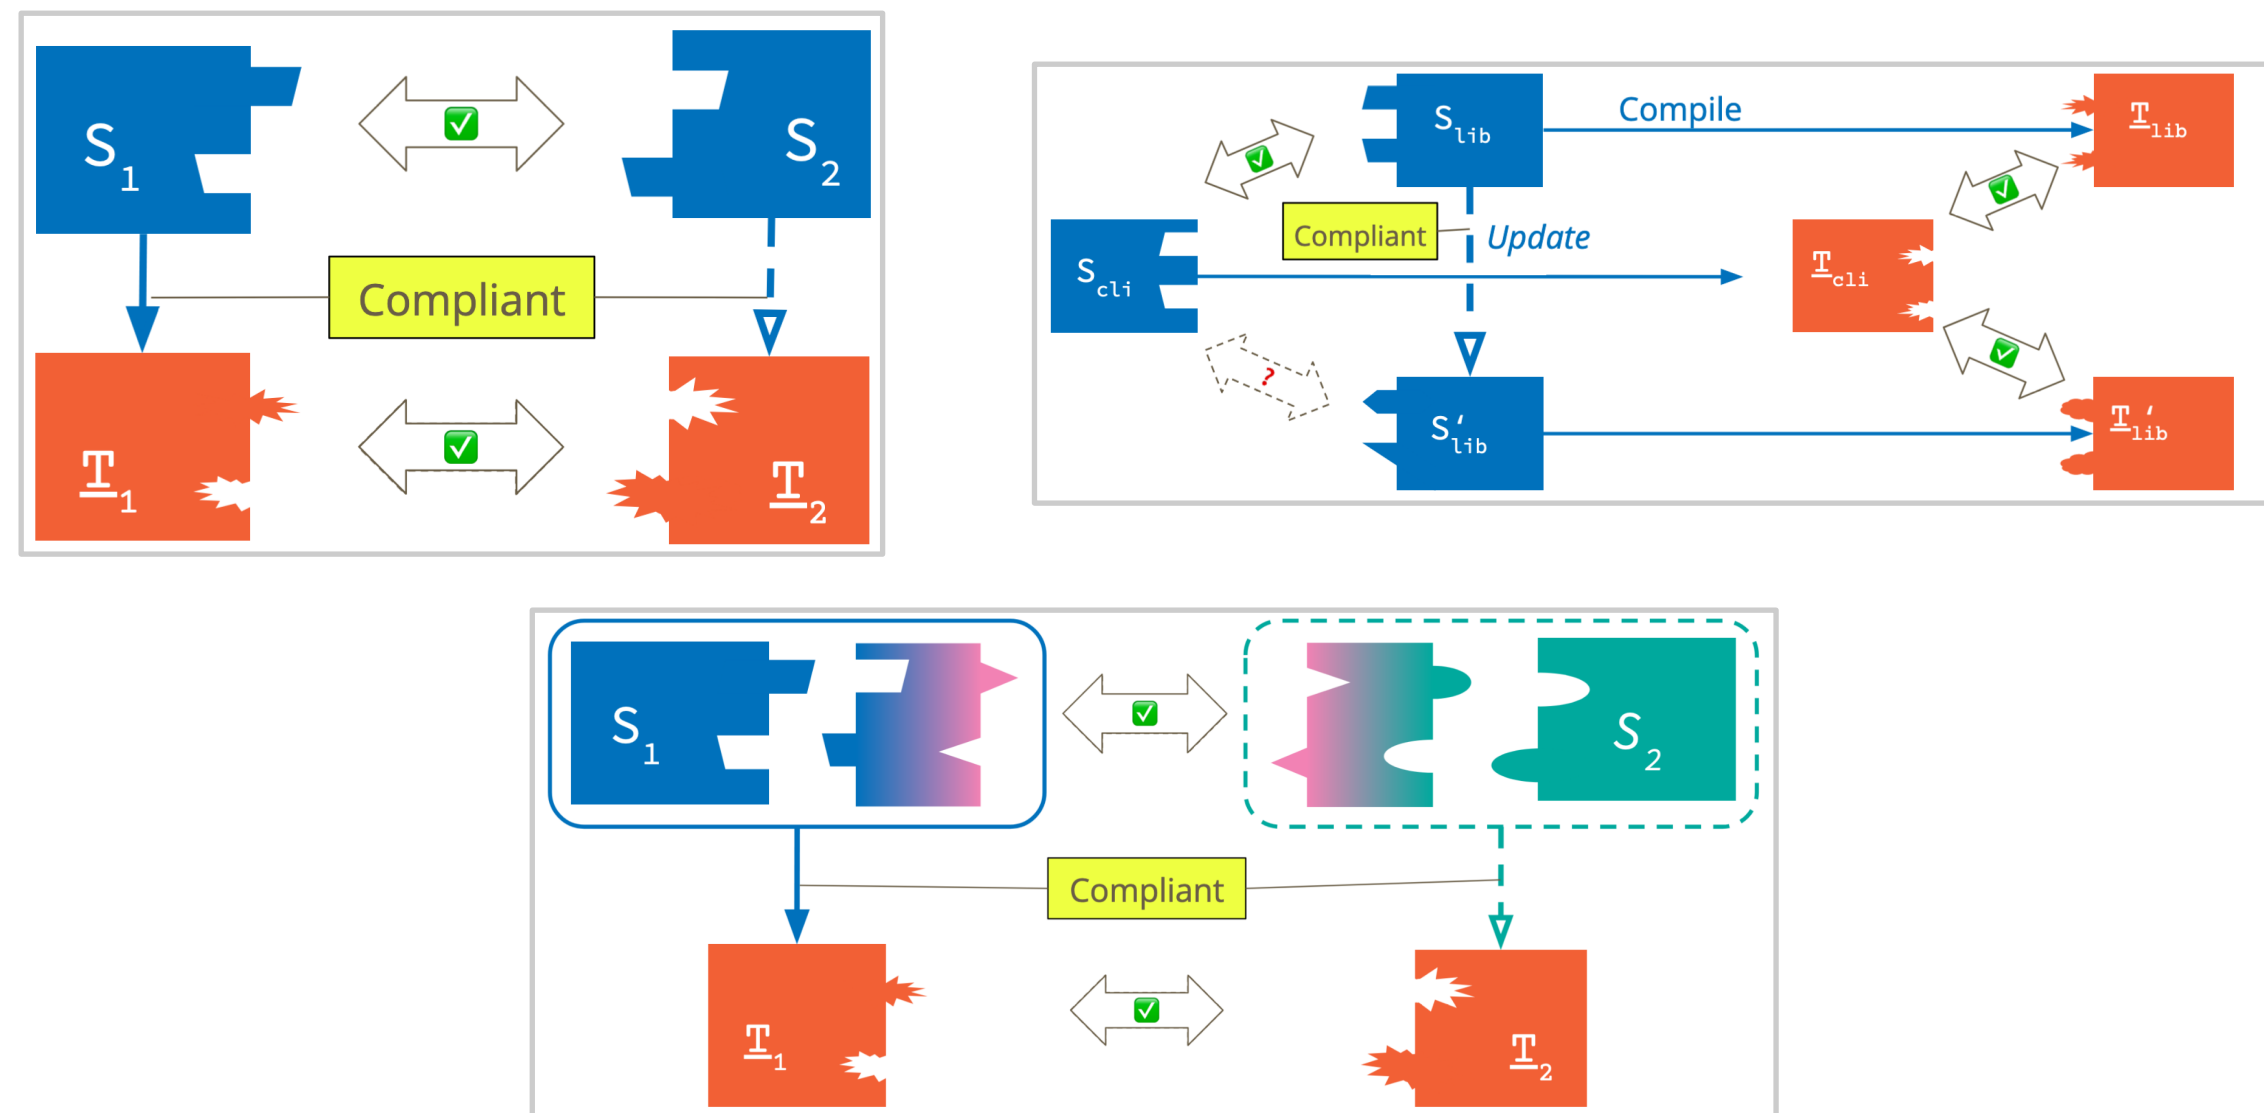 S1
S2
Compliant
T1
T2
Slib
Compile
Tlib
Compliant
Update
Scli
Tcli
?
S‘lib
T‘lib
S1
S2
Compliant
T1
T2